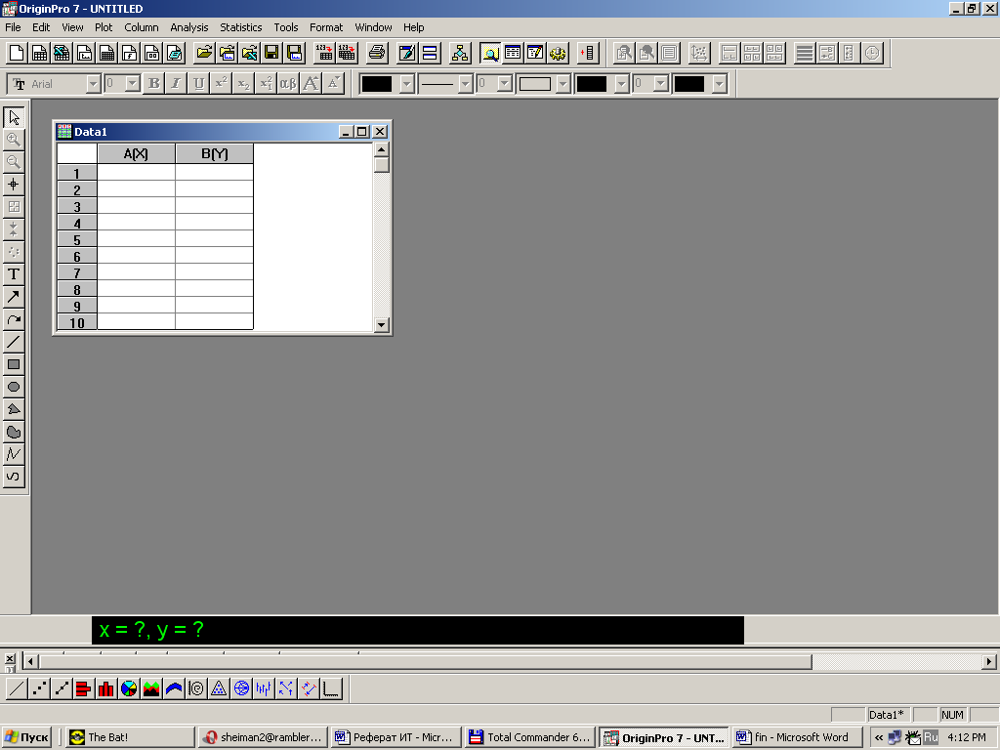 OriginPro 7 - UNTITLED
File Edit View Plot Column Analysis Statistics Tools Format Window Help
Arial 0 B I U x² x₂ x²₁ αβ A A 0 0
Data1
A(X) B(Y)
1
2
3
4
5
6
7
8
9
10
T
x = ?, y = ?
Data1* NUM
Пуск The Bat! sheiman2@rambler... Реферат ИТ - Micr... Total Commander 6... OriginPro 7 - UNT... fin - Microsoft Word « Ru 4:12 PM